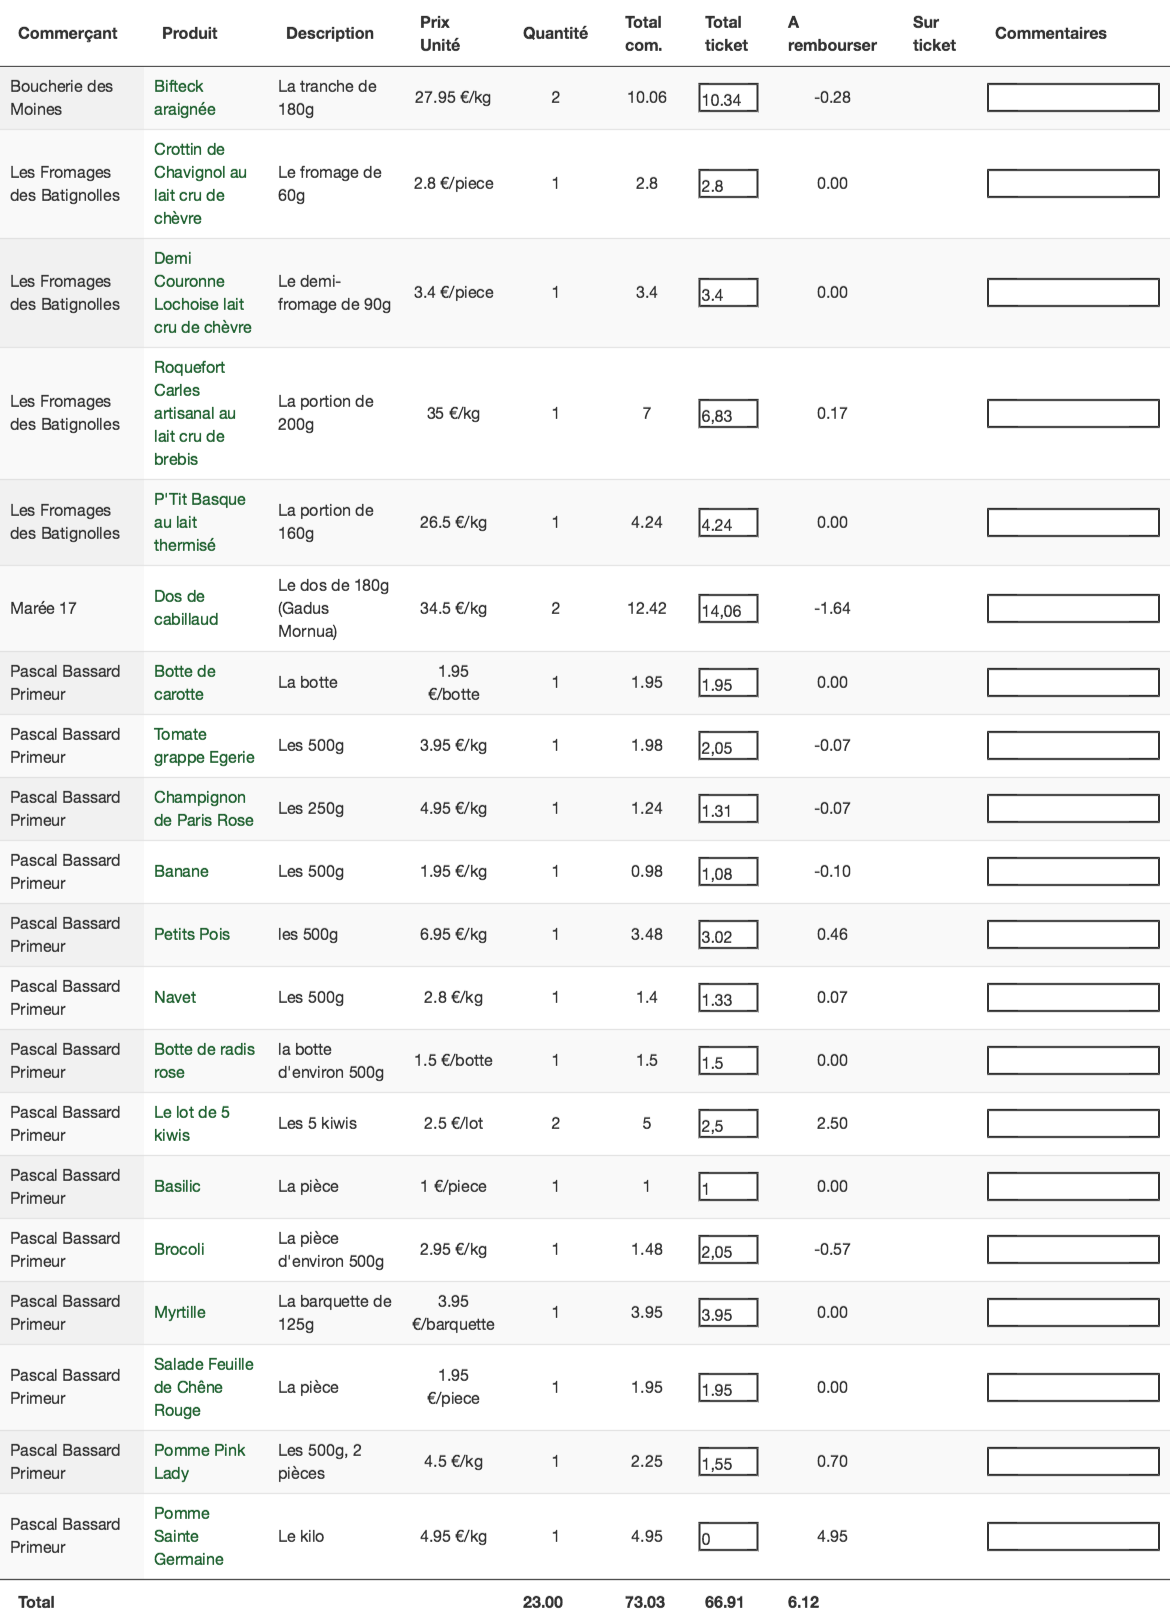 Commerçant Produit Description Prix Unité Quantité Total com. Total ticket A rembourser Sur ticket Commentaires
Boucherie des Moines Bifteck araignée La tranche de 180g 27.95 €/kg 2 10.06 10.34 -0.28
Les Fromages des Batignolles Crottin de Chavignol au lait cru de chèvre Le fromage de 60g 2.8 €/piece 1 2.8 2.8 0.00
Les Fromages des Batignolles Demi Couronne Lochoise lait cru de chèvre Le demi-fromage de 90g 3.4 €/piece 1 3.4 3.4 0.00
Les Fromages des Batignolles Roquefort Carles artisanal au lait cru de brebis La portion de 200g 35 €/kg 1 7 6,83 0.17
Les Fromages des Batignolles P'Tit Basque au lait thermisé La portion de 160g 26.5 €/kg 1 4.24 4.24 0.00
Marée 17 Dos de cabillaud Le dos de 180g (Gadus Mornua) 34.5 €/kg 2 12.42 14,06 -1.64
Pascal Bassard Primeur Botte de carotte La botte 1.95 €/botte 1 1.95 1.95 0.00
Pascal Bassard Primeur Tomate grappe Egerie Les 500g 3.95 €/kg 1 1.98 2,05 -0.07
Pascal Bassard Primeur Champignon de Paris Rose Les 250g 4.95 €/kg 1 1.24 1.31 -0.07
Pascal Bassard Primeur Banane Les 500g 1.95 €/kg 1 0.98 1,08 -0.10
Pascal Bassard Primeur Petits Pois les 500g 6.95 €/kg 1 3.48 3.02 0.46
Pascal Bassard Primeur Navet Les 500g 2.8 €/kg 1 1.4 1.33 0.07
Pascal Bassard Primeur Botte de radis rose la botte d'environ 500g 1.5 €/botte 1 1.5 1.5 0.00
Pascal Bassard Primeur Le lot de 5 kiwis Les 5 kiwis 2.5 €/lot 2 5 2,5 2.50
Pascal Bassard Primeur Basilic La pièce 1 €/piece 1 1 1 0.00
Pascal Bassard Primeur Brocoli La pièce d'environ 500g 2.95 €/kg 1 1.48 2,05 -0.57
Pascal Bassard Primeur Myrtille La barquette de 125g 3.95 €/barquette 1 3.95 3.95 0.00
Pascal Bassard Primeur Salade Feuille de Chêne Rouge La pièce 1.95 €/piece 1 1.95 1.95 0.00
Pascal Bassard Primeur Pomme Pink Lady Les 500g, 2 pièces 4.5 €/kg 1 2.25 1,55 0.70
Pascal Bassard Primeur Pomme Sainte Germaine Le kilo 4.95 €/kg 1 4.95 0 4.95
Total 23.00 73.03 66.91 6.12